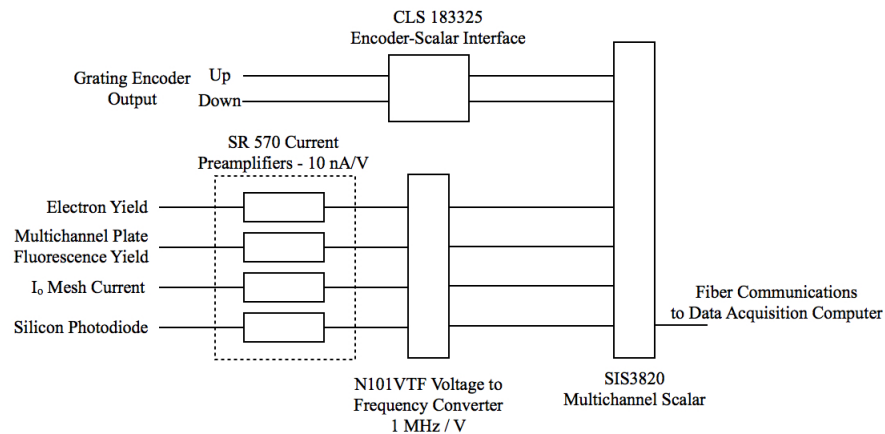 CLS 183325
Encoder-Scalar Interface
Grating Encoder
Output
Up
Down
SR 570 Current
Preamplifiers - 10 nA/V
Electron Yield
Multichannel Plate
Fluorescence Yield
Io Mesh Current
Silicon Photodiode
Fiber Communications
to Data Acquisition Computer
N101VTF Voltage to
Frequency Converter
1 MHz / V
SIS3820
Multichannel Scalar